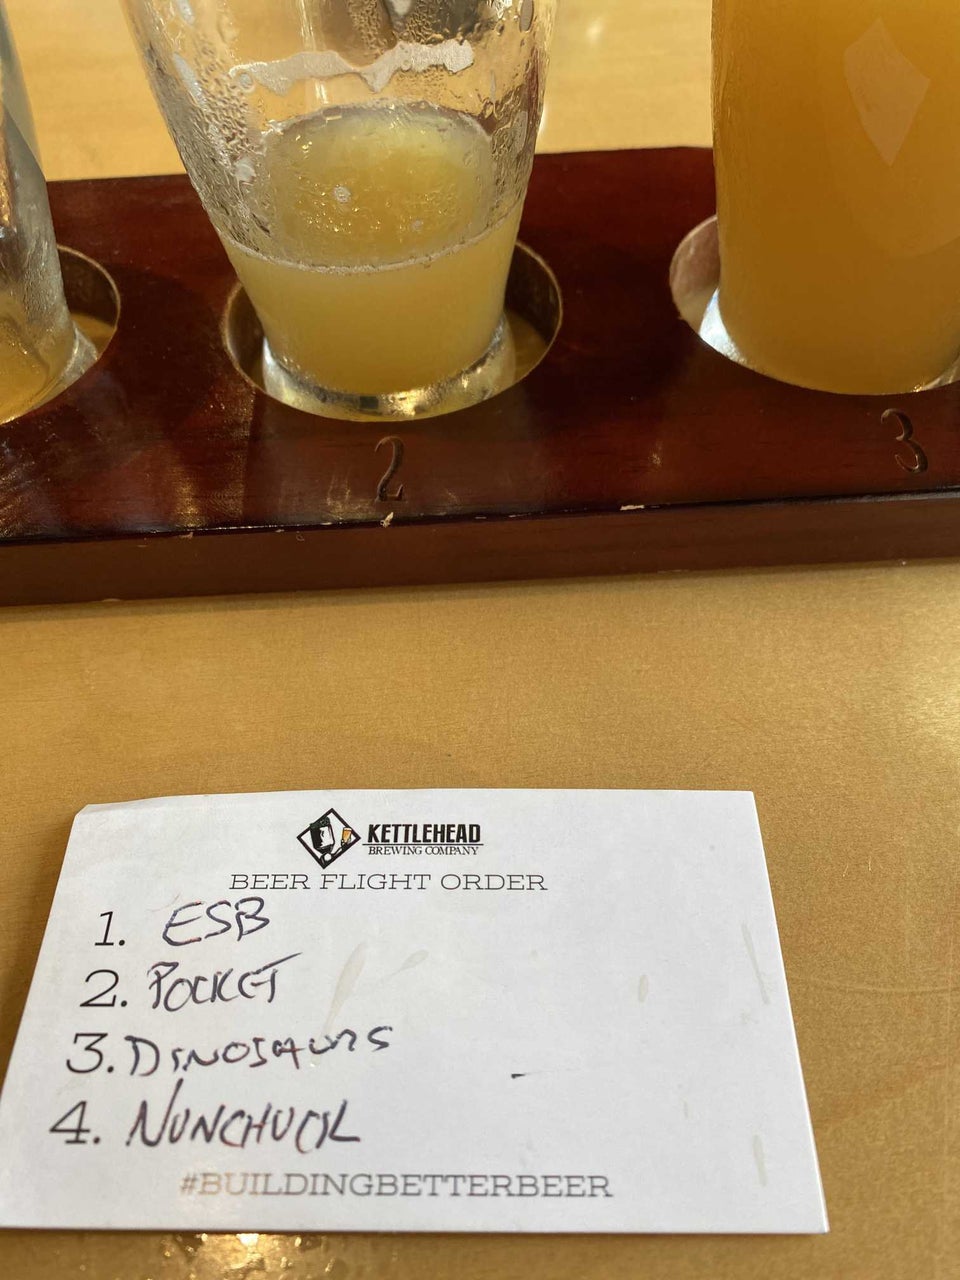 2
3
KETTLEHEAD
BREWING COMPANY
BEER FLIGHT ORDER
1. ESB
2. POCKET
3. DINOSAURS
4. NUNCHUCK
#BUILDINGBETTERBEER